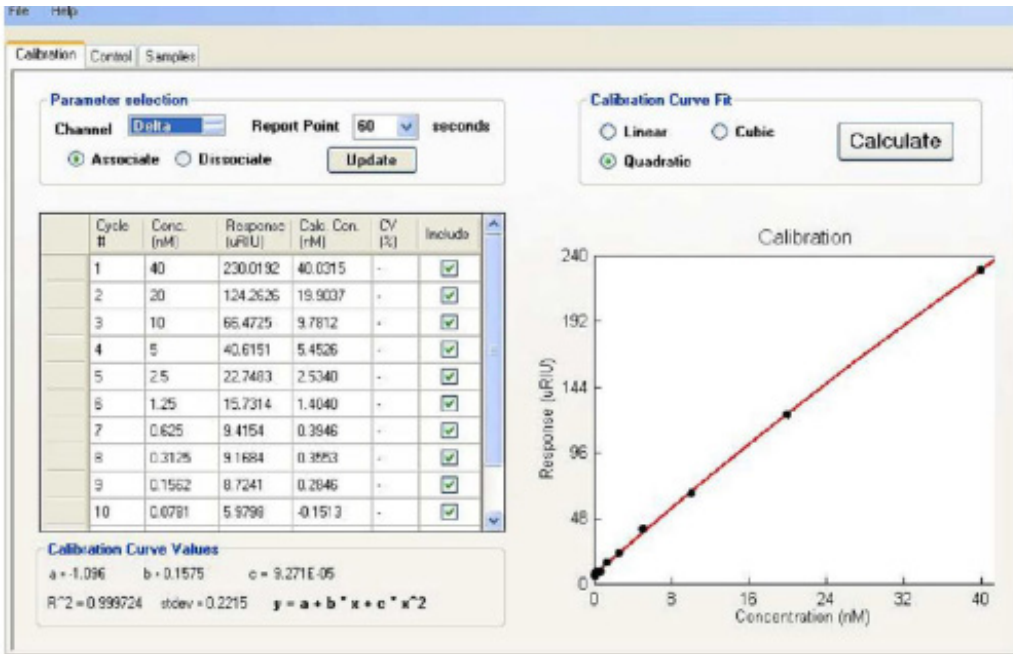 File Help
Calibration Control Samples
Parameter selection
Channel Delta Report Point 60 seconds
Associate Dissociate Update
Calibration Curve Fit
Linear Cubic
Quadratic
Calculate
Cycle # Conc. (nM) Response (uRIU) Calc. Con. (nM) CV (%) Include
1 40 230.0192 40.0315 -
2 20 124.2626 19.9037 -
3 10 66.4725 9.7812 -
4 5 40.6151 5.4526 -
5 2.5 22.7483 2.5340 -
6 1.25 15.7314 1.4040 -
7 0.625 9.4154 0.3946 -
8 0.3125 9.1684 0.3553 -
9 0.1562 8.7241 0.2846 -
10 0.0781 5.9798 -0.1513 -
Calibration Curve Values
a = -1.096 b = 0.1575 c = 9.271E-05
R^2 = 0.999724 stdev = 0.2215 y = a + b * x + c * x^2
Calibration
240
192
144
96
48
0
Response (uRIU)
0 8 16 24 32 40
Concentration (nM)